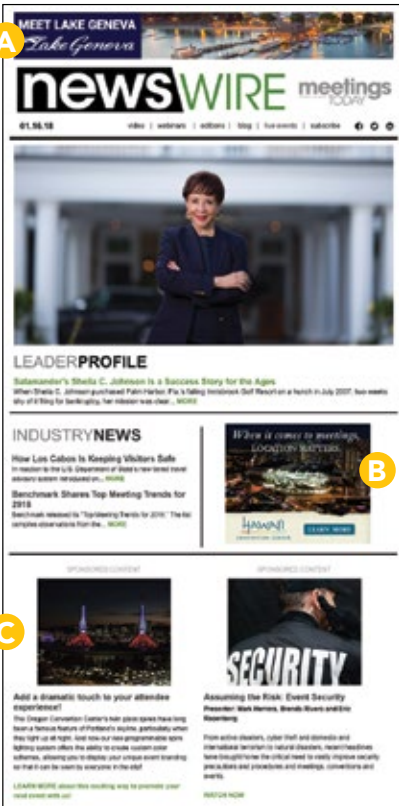 MEET LAKE GENEVA
A
Lake Geneva
newsWIRE
meetings
TODAY
01.16.18
video | webinars | editions | blog | live events | subscribe
LEADERPROFILE
Salamander's Sheila C. Johnson Is a Success Story for the Ages
When Sheila C. Johnson purchased Palm Harbor, Fla.'s failing Innisbrook Golf Resort on a hunch in July 2007, two weeks
shy of it filing for bankruptcy, her mission was clear... MORE
INDUSTRYNEWS
How Los Cabos Is Keeping Visitors Safe
In reaction to the U.S. Department of State's new tiered travel
advisory system introduced on... MORE
Benchmark Shares Top Meeting Trends for
2018
Benchmark released its "Top Meeting Trends for 2018." The list
compiles observations from the... MORE
When it comes to meetings,
LOCATION MATTERS.
B
HAWAI'I
CONVENTION CENTER
LEARN MORE
SPONSORED CONTENT
C
Add a dramatic touch to your attendee
experience!
The Oregon Convention Center's twin glass spires have long
been a famous feature of Portland's skyline, particularly when
they light up at night. And now our new programmable spire
lighting system offers the ability to create custom color
schemes, allowing you to display your unique event branding
so that it can be seen by everyone in the city!
LEARN MORE about this exciting way to promote your
next event with us!
SPONSORED CONTENT
SECURITY
Assuming the Risk: Event Security
Presenter: Mark Herrera, Brenda Rivers and Eric
Rozenberg
From active disasters, cyber theft and domestic and
international terrorism to natural disasters, recent headlines
have brought to fore the critical need to vastly improve security
precautions and procedures and meetings, conventions and
events.
WATCH NOW